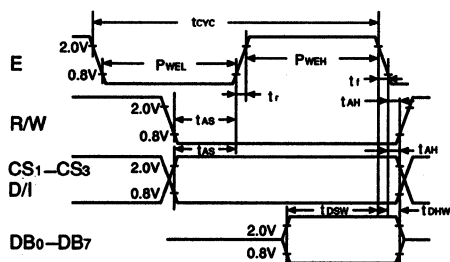 tCYC
2.0V
PWEL
PWEH
E
0.8V
tf
tr
tAH
2.0V
tAS
R/W
0.8V
tAS
tAH
CS1–CS3
2.0V
D/I
0.8V
tDSW
tDHW
2.0V
DB0–DB7
0.8V